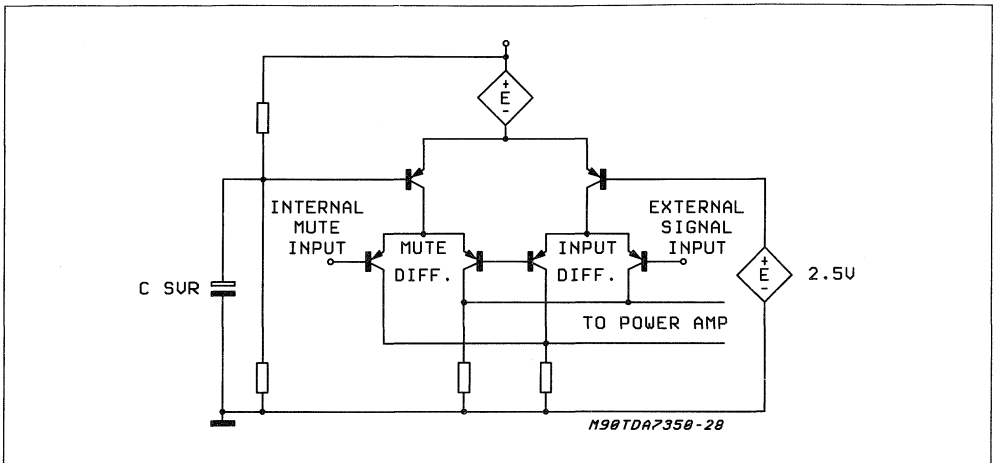 +
E
-
INTERNAL
MUTE
INPUT
MUTE
DIFF.
INPUT
DIFF.
EXTERNAL
SIGNAL
INPUT
+
E
-
2.5V
C SVR
TO POWER AMP
M90TDA7350-28